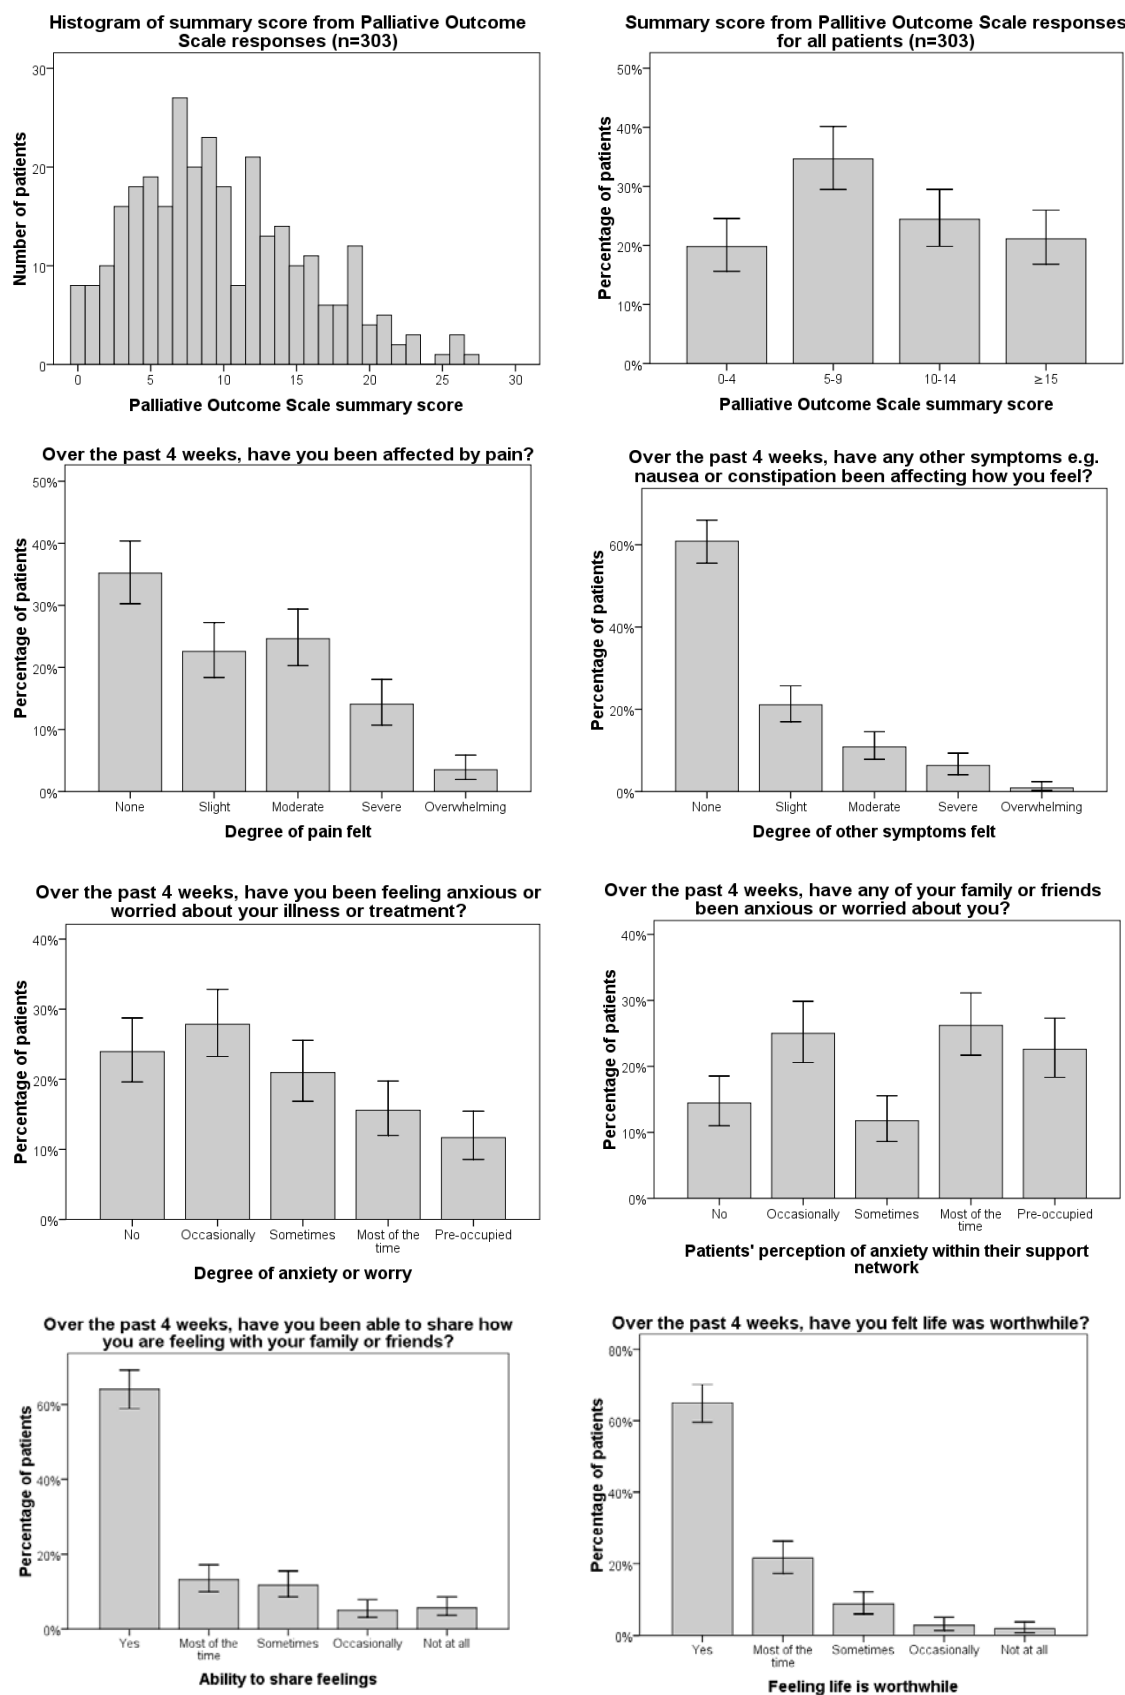 Histogram of summary score from Palliative Outcome
Scale responses (n=303)
Number of patients
30
20
10
0
0 5 10 15 20 25 30
Palliative Outcome Scale summary score
Summary score from Pallitive Outcome Scale responses
for all patients (n=303)
Percentage of patients
50%
40%
30%
20%
10%
0%
0-4 5-9 10-14 ≥15
Palliative Outcome Scale summary score
Over the past 4 weeks, have you been affected by pain?
Percentage of patients
50%
40%
30%
20%
10%
0%
None Slight Moderate Severe Overwhelming
Degree of pain felt
Over the past 4 weeks, have any other symptoms e.g.
nausea or constipation been affecting how you feel?
Percentage of patients
60%
40%
20%
0%
None Slight Moderate Severe Overwhelming
Degree of other symptoms felt
Over the past 4 weeks, have you been feeling anxious or
worried about your illness or treatment?
Percentage of patients
40%
30%
20%
10%
0%
No Occasionally Sometimes Most of the Pre-occupied
time
Degree of anxiety or worry
Over the past 4 weeks, have any of your family or friends
been anxious or worried about you?
Percentage of patients
40%
30%
20%
10%
0%
No Occasionally Sometimes Most of the Pre-occupied
time
Patients' perception of anxiety within their support
network
Over the past 4 weeks, have you been able to share how
you are feeling with your family or friends?
Percentage of patients
60%
40%
20%
0%
Yes Most of the Sometimes Occasionally Not at all
time
Ability to share feelings
Over the past 4 weeks, have you felt life was worthwhile?
Percentage of patients
80%
60%
40%
20%
0%
Yes Most of the Sometimes Occasionally Not at all
time
Feeling life is worthwhile